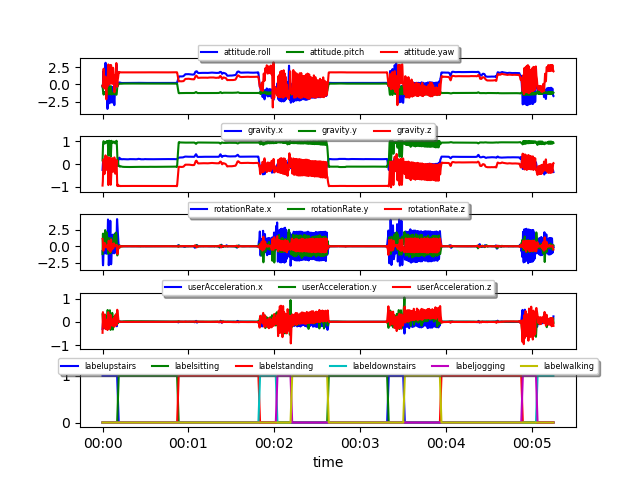 attitude.roll attitude.pitch attitude.yaw
2.5
0.0
−2.5
gravity.x gravity.y gravity.z
1
0
−1
rotationRate.x rotationRate.y rotationRate.z
2.5
0.0
−2.5
userAcceleration.x userAcceleration.y userAcceleration.z
1
0
−1
labelupstairs labelsitting labelstanding labeldownstairs labeljogging labelwalking
1
0
00:00 00:01 00:02 00:03 00:04 00:05
time